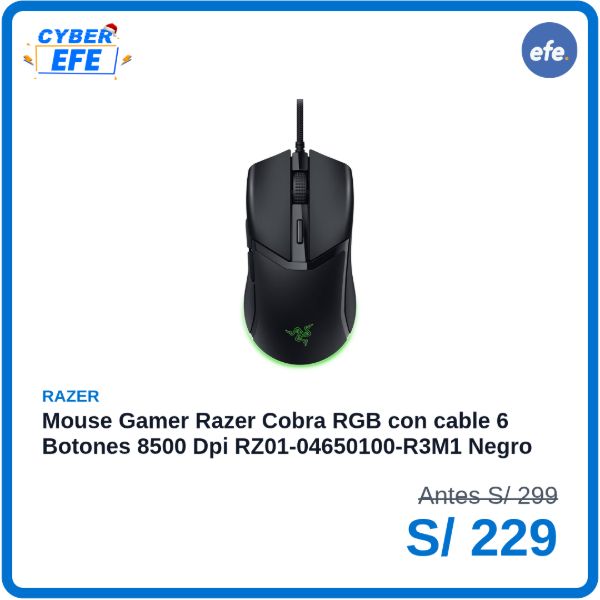 CYBER
EFE
efe.
RAZER
Mouse Gamer Razer Cobra RGB con cable 6
Botones 8500 Dpi RZ01-04650100-R3M1 Negro
Antes S/ 299
S/ 229